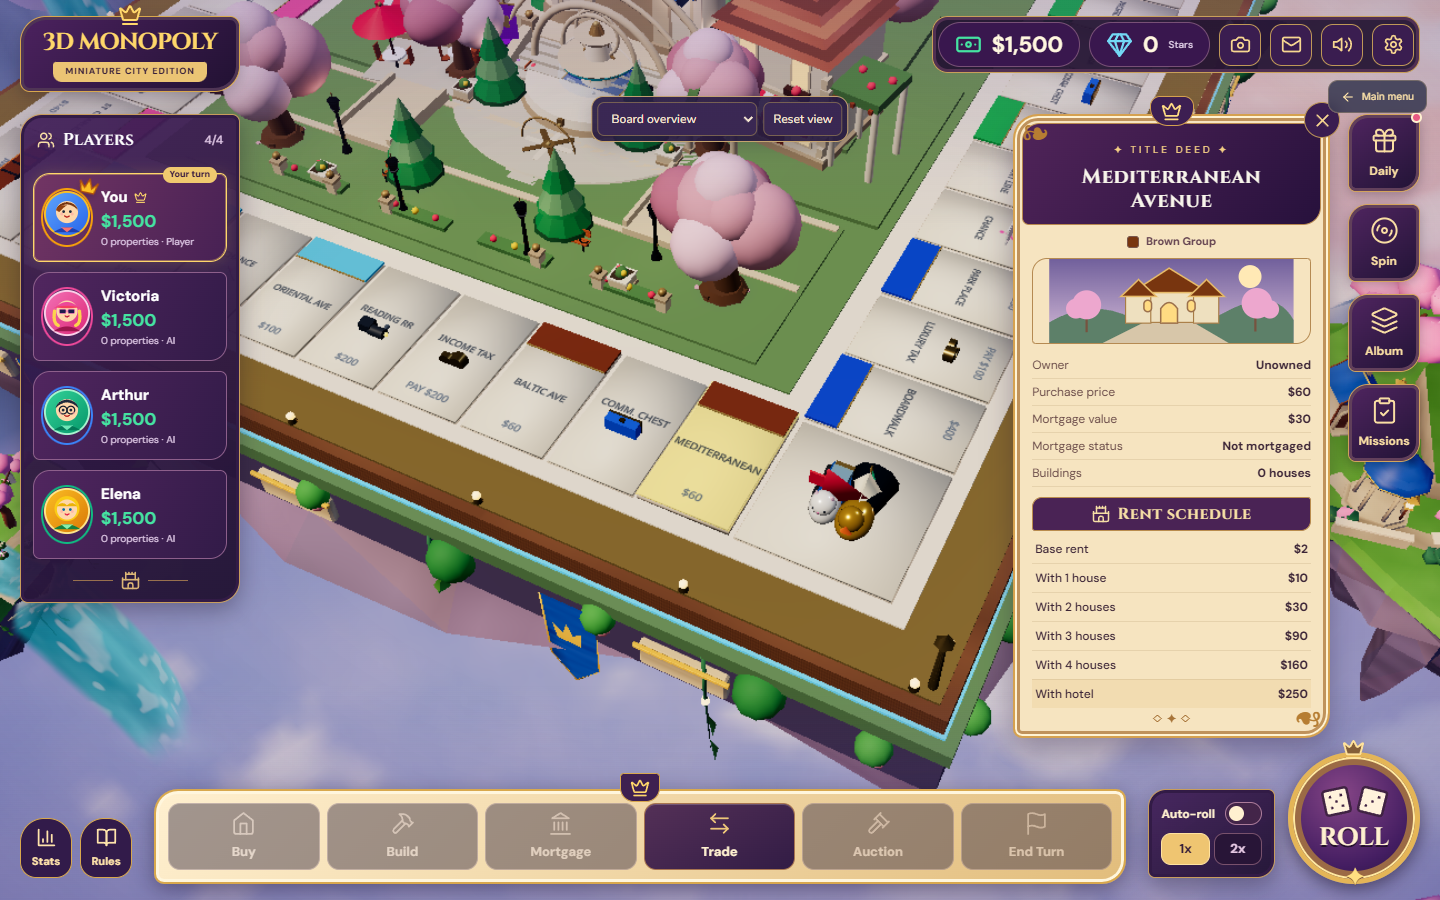 3D MONOPOLY
MINIATURE CITY EDITION
PLAYERS
4/4
Your turn
You
$1,500
0 properties · Player
Victoria
$1,500
0 properties · AI
Arthur
$1,500
0 properties · AI
Elena
$1,500
0 properties · AI
Board overview
Reset view
$1,500
0 Stars
Main menu
Daily
Spin
Album
Missions
TITLE DEED
MEDITERRANEAN
AVENUE
Brown Group
Owner Unowned
Purchase price $60
Mortgage value $30
Mortgage status Not mortgaged
Buildings 0 houses
RENT SCHEDULE
Base rent $2
With 1 house $10
With 2 houses $30
With 3 houses $90
With 4 houses $160
With hotel $250
ORIENTAL AVE
$100
READING RR
$200
INCOME TAX
PAY $200
BALTIC AVE
$60
COMM. CHEST
MEDITERRANEAN
$60
BOARDWALK
$400
LUXURY TAX
PAY $100
PARK PLACE
CHANCE
Stats
Rules
Buy
Build
Mortgage
Trade
Auction
End Turn
Auto-roll
1x
2x
ROLL